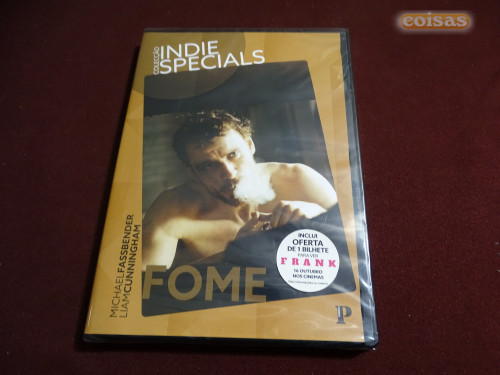 coisas
COLEÇÃO
INDIE
SPECIALS
MICHAEL FASSBENDER
LIAM CUNNINGHAM
FOME
INCLUI
OFERTA
DE 1 BILHETE
PARA VER
FRANK
16 OUTUBRO
NOS CINEMAS
P